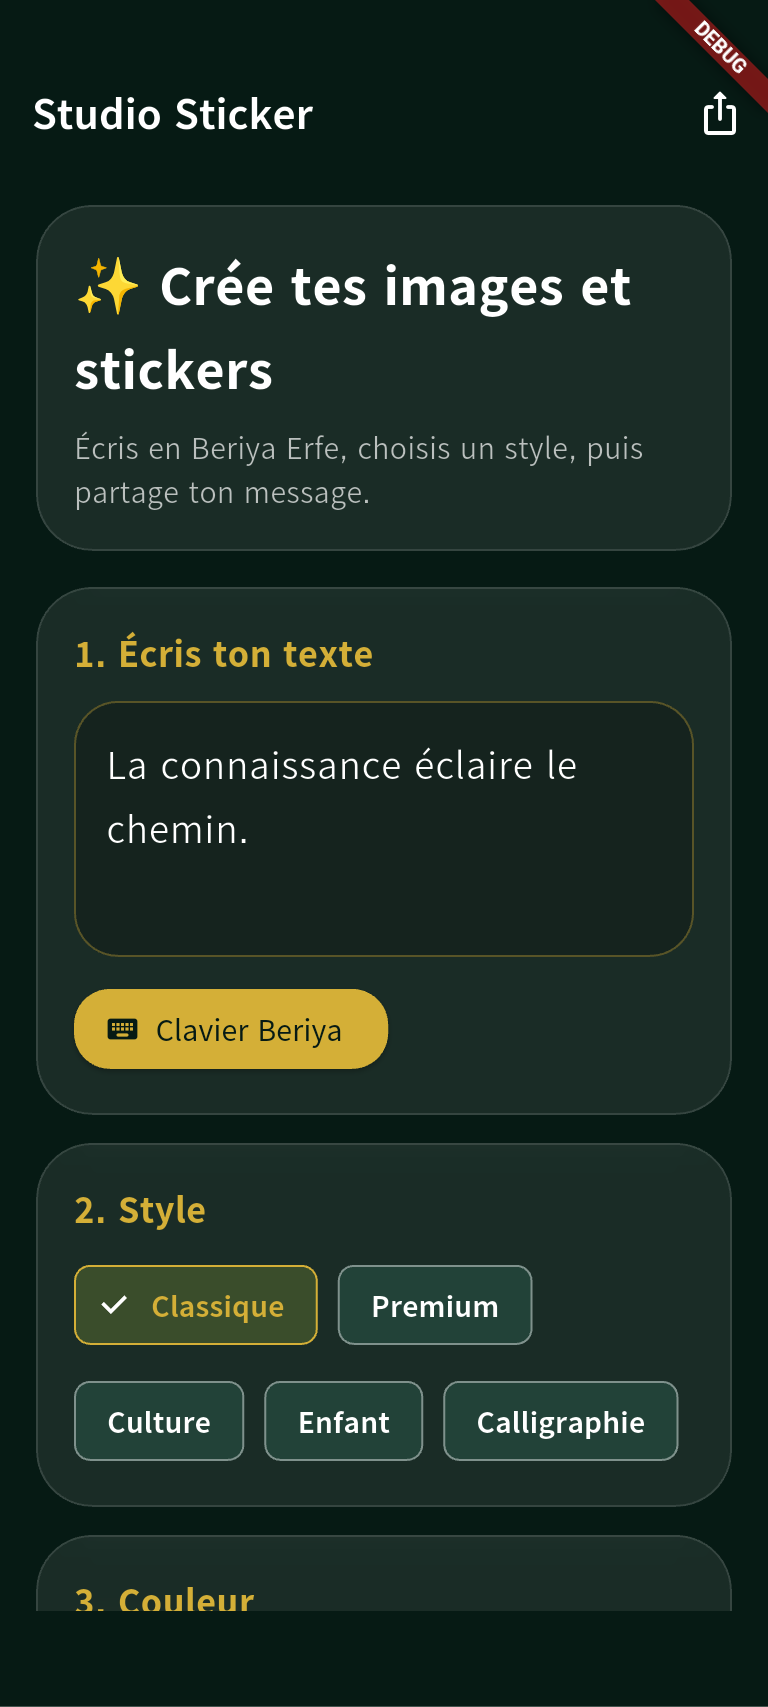 DEBUG
Studio Sticker
✨ Crée tes images et
stickers
Écris en Beriya Erfe, choisis un style, puis
partage ton message.
1. Écris ton texte
La connaissance éclaire le
chemin.
Clavier Beriya
2. Style
Classique
Premium
Culture
Enfant
Calligraphie
3. Couleur